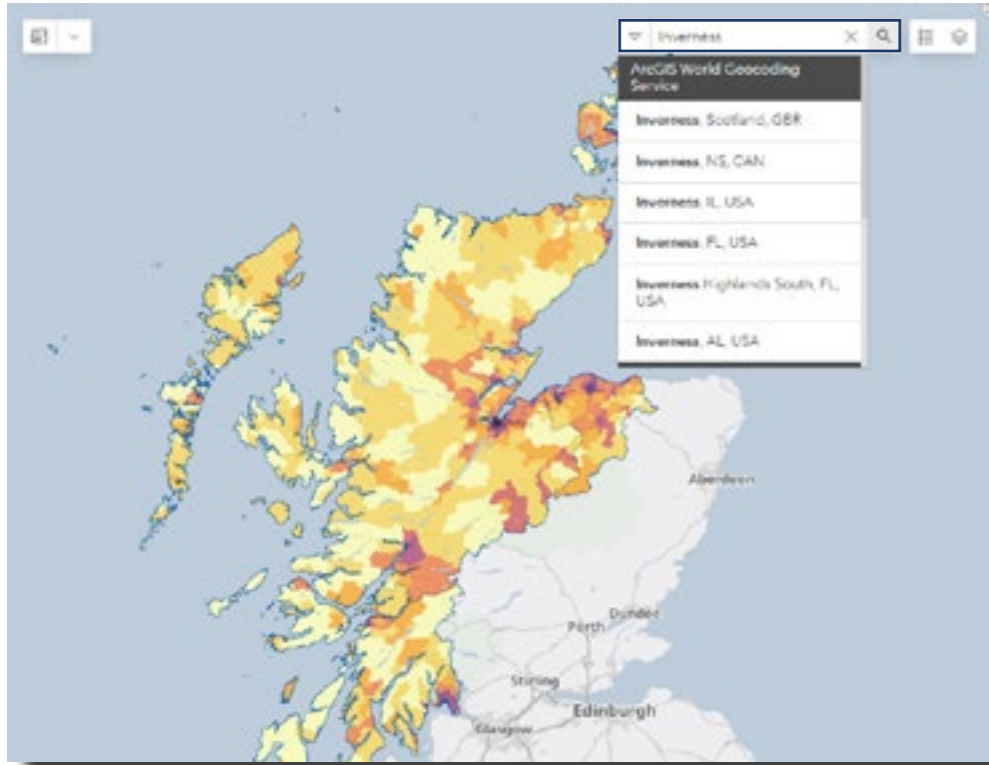 Inverness
ArcGIS World Geocoding
Service
Inverness, Scotland, GBR
Inverness, NS, CAN
Inverness, IL, USA
Inverness, FL, USA
Inverness Highlands South, FL,
USA
Inverness, AL, USA
Aberdeen
Dundee
Perth
Stirling
Edinburgh
Glasgow